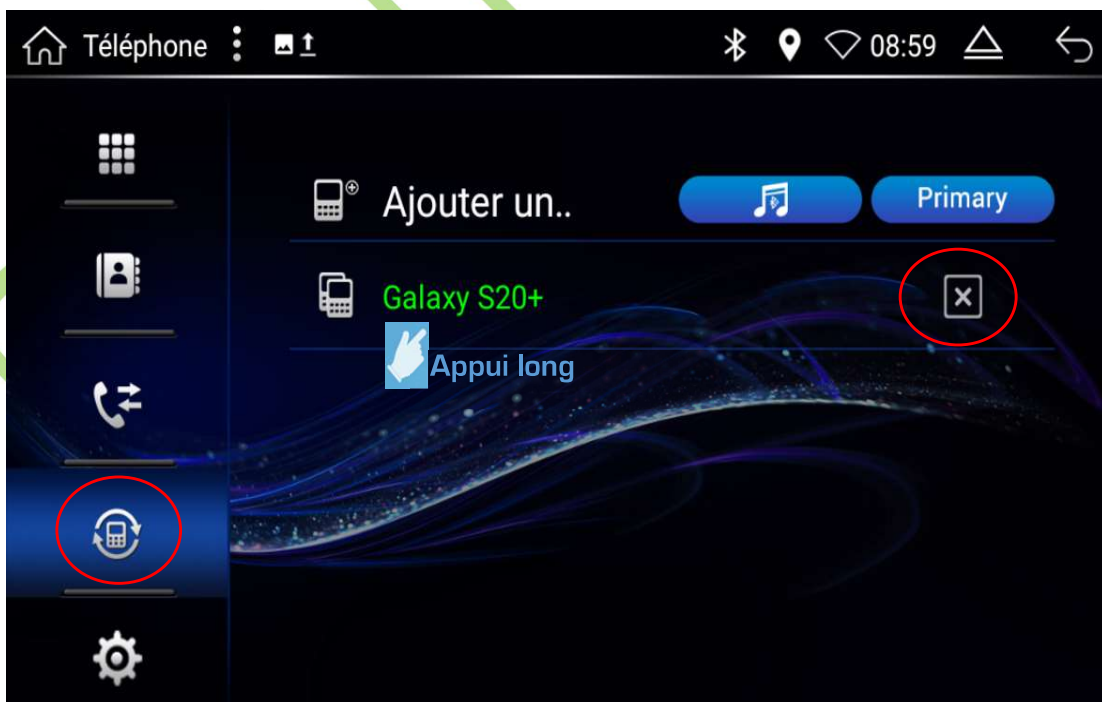 Téléphone
08:59
Ajouter un..
Primary
Galaxy S20+
Appui long